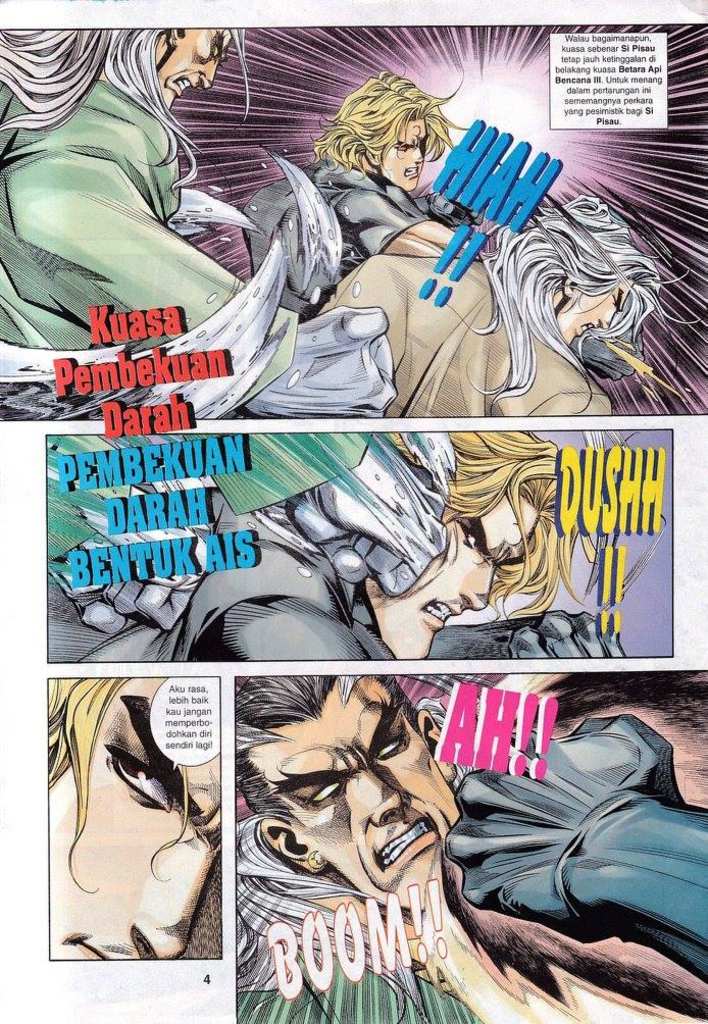 Walau bagaimanapun,
kuasa sebenar Si Pisau
tetap jauh ketinggalan di
belakang kuasa Betara Api
Bencana III. Untuk menang
dalam pertarungan ini
sememangnya perkara
yang pesimistik bagi Si
Pisau.
HIAH
!!
Kuasa
Pembekuan
Darah
PEMBEKUAN
DARAH
BENTUK AIS
DUSHH
!!
Aku rasa,
lebih baik
kau jangan
memperbo-
dohkan diri
sendiri lagi!
AH!!
BOOM!!
4